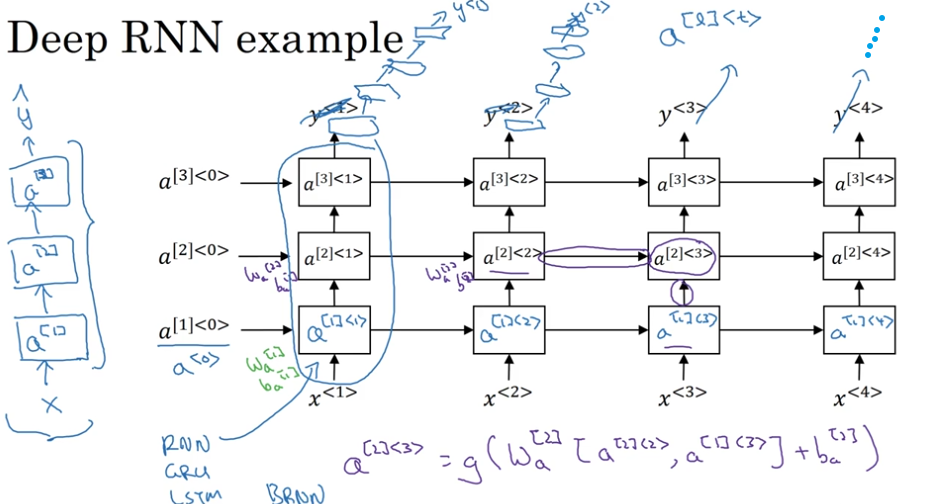 Deep RNN example
y<1>
y<2>
a^[l]<t>
ŷ
y<1>
y<2>
y<3>
y<4>
a^[3]
a^[3]<0>
a^[3]<1>
a^[3]<2>
a^[3]<3>
a^[3]<4>
a^[2]
a^[2]<0>
W_a^[2] b_a^[2]
a^[2]<1>
W_a^[2] b_a^[2]
a^[2]<2>
a^[2]<3>
a^[2]<4>
a^[1]
a^[1]<0>
a^[0]
W_a^[1] b_a^[1]
a^[1]<1>
a^[1]<2>
a^[1]<3>
a^[1]<4>
x
x<1>
x<2>
x<3>
x<4>
RNN
GRU
LSTM
BRNN
a^[2]<3> = g(W_a^[2] [a^[2]<2>, a^[1]<3>] + b_a^[2])